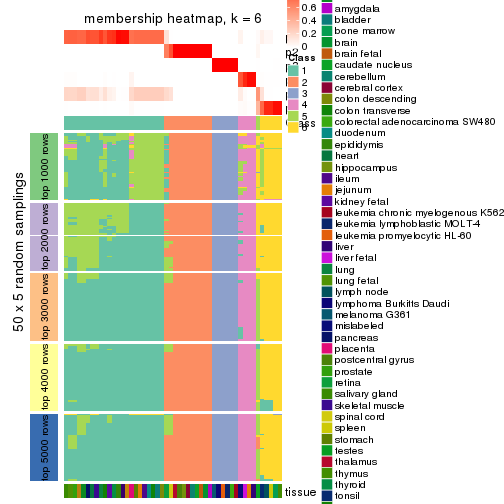 membership heatmap, k = 6
50 x 5 random samplings
top 1000 rows
top 2000 rows
top 3000 rows
top 4000 rows
top 5000 rows
0.6
0.4
0.2
0
Class
1
2
3
4
5
6
tissue
amygdala
bladder
bone marrow
brain
brain fetal
caudate nucleus
cerebellum
cerebral cortex
colon descending
colon transverse
colorectal adenocarcinoma SW480
duodenum
epididymis
heart
hippocampus
ileum
jejunum
kidney fetal
leukemia chronic myelogenous K562
leukemia lymphoblastic MOLT-4
leukemia promyelocytic HL-60
liver
liver fetal
lung
lung fetal
lymph node
lymphoma Burkitts Daudi
melanoma G361
mislabeled
pancreas
placenta
postcentral gyrus
prostate
retina
salivary gland
skeletal muscle
spinal cord
spleen
stomach
testes
thalamus
thymus
thyroid
tonsil